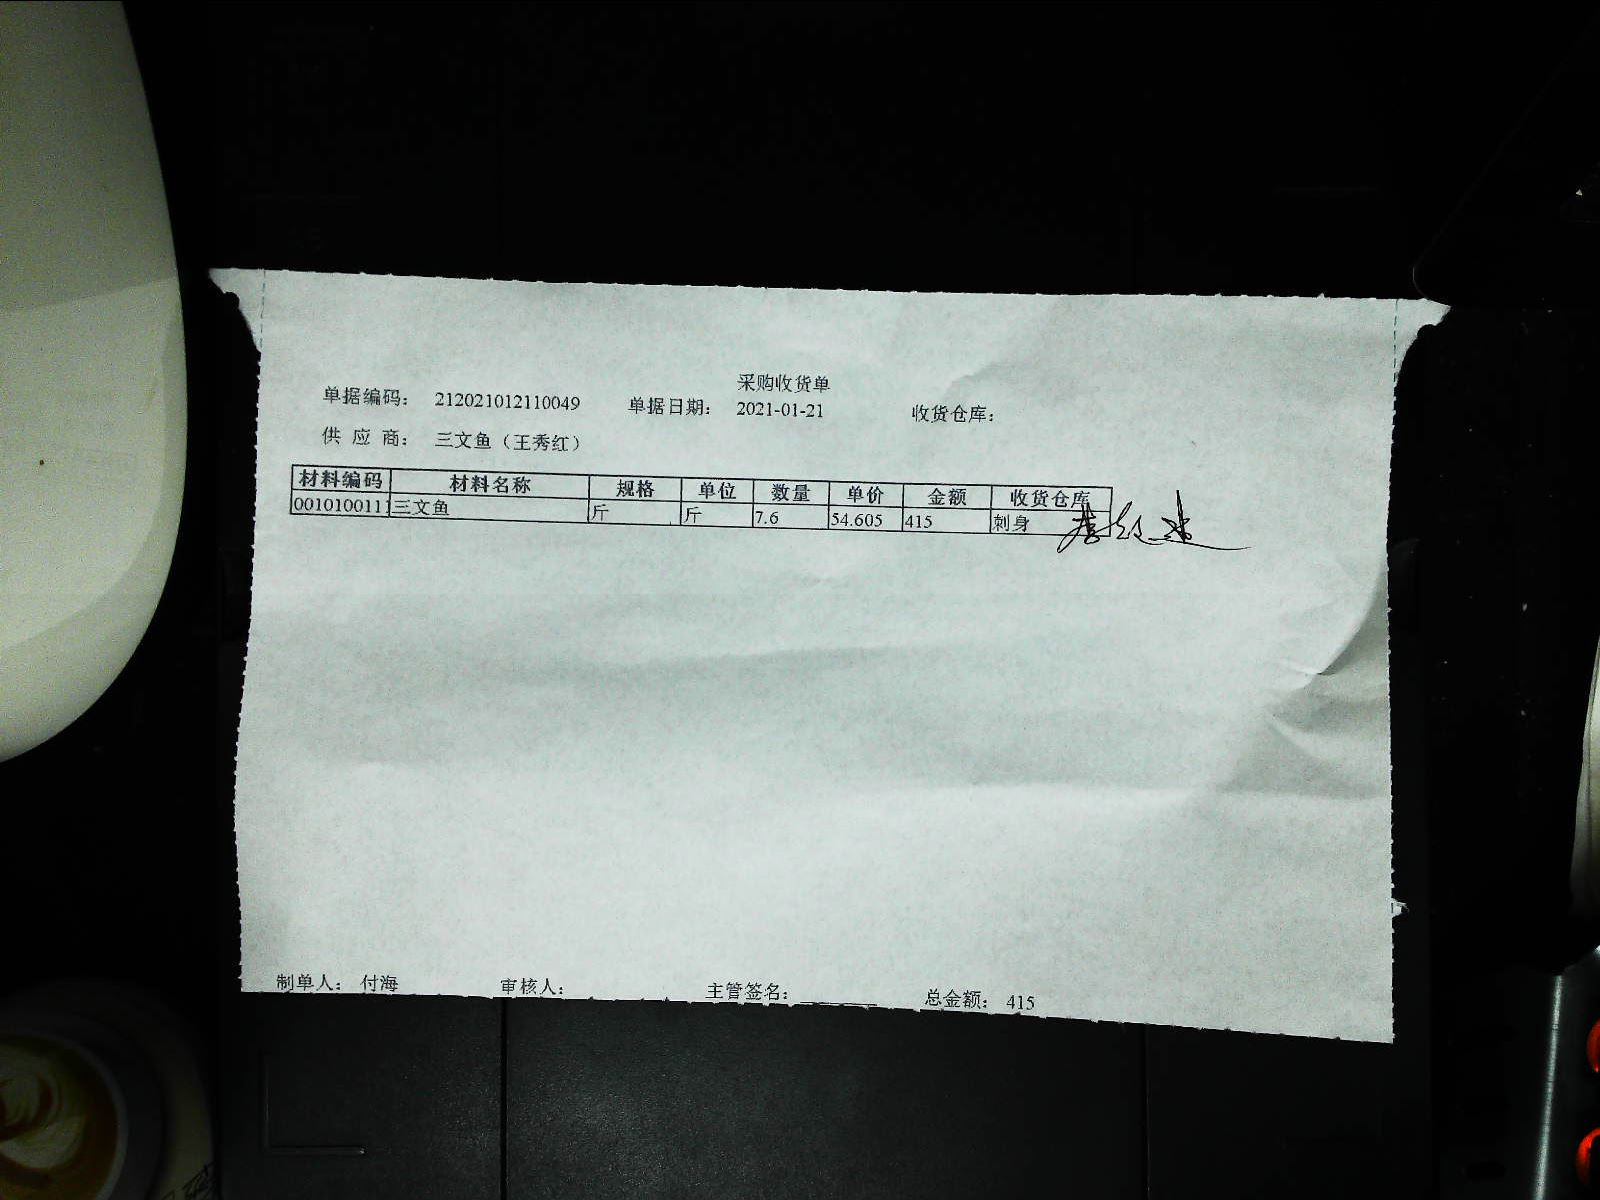 采购收货单
单据编码： 212021012110049 单据日期： 2021-01-21 收货仓库：
供 应 商： 三文鱼（王秀红）
材料编码 材料名称 规格 单位 数量 单价 金额 收货仓库
001010011 三文鱼 斤 斤 7.6 54.605 415 刺身
制单人： 付海 审核人： 主管签名： 总金额： 415